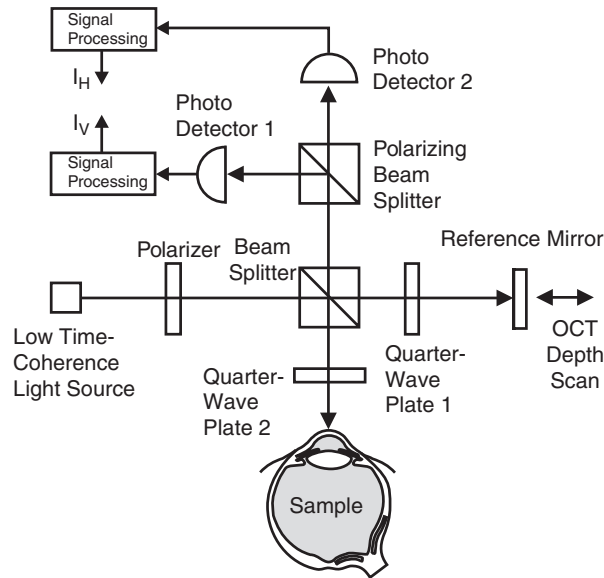 Signal
Processing
I_H
Photo
Detector 2
Photo
Detector 1
I_V
Signal
Processing
Polarizing
Beam
Splitter
Polarizer
Beam
Splitter
Reference Mirror
Low Time-
Coherence
Light Source
Quarter-
Wave
Plate 1
OCT
Depth
Scan
Quarter-
Wave
Plate 2
Sample